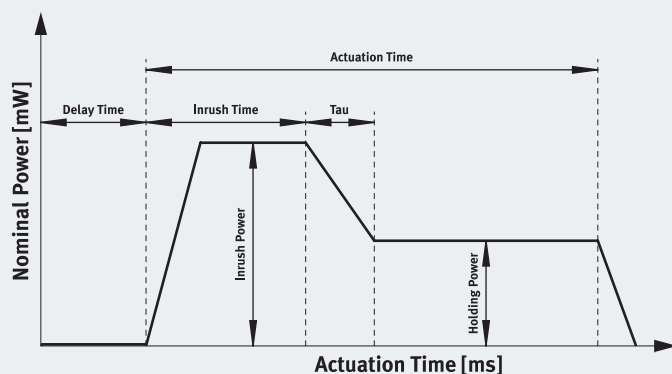 Actuation Time
Delay Time
Inrush Time
Tau
Nominal Power [mW]
Inrush Power
Holding Power
Actuation Time [ms]